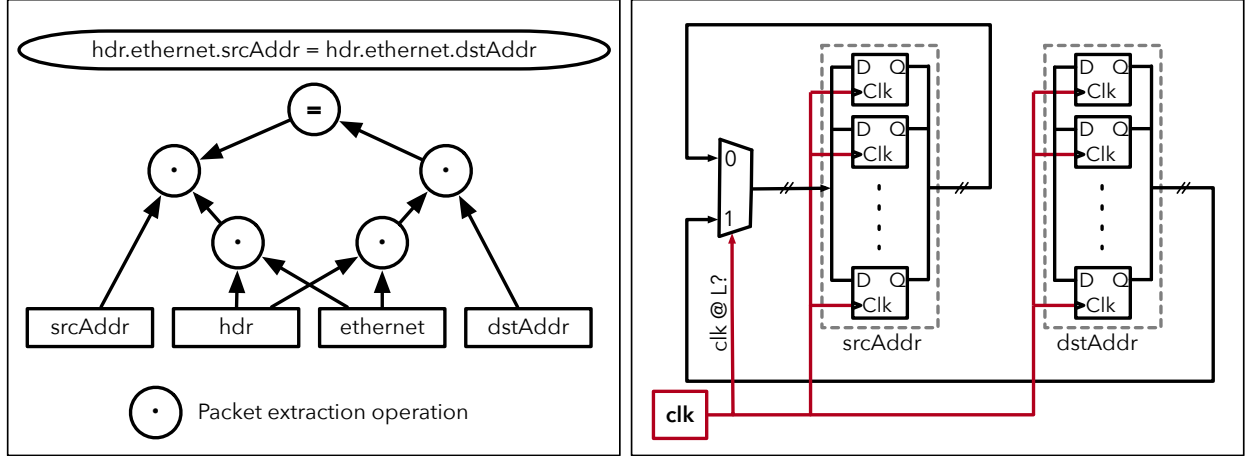 hdr.ethernet.srcAddr = hdr.ethernet.dstAddr
=
·
·
·
·
srcAddr
hdr
ethernet
dstAddr
· Packet extraction operation
D Q
Clk
D Q
Clk
D Q
Clk
srcAddr
D Q
Clk
D Q
Clk
D Q
Clk
dstAddr
0
1
clk @ L?
clk